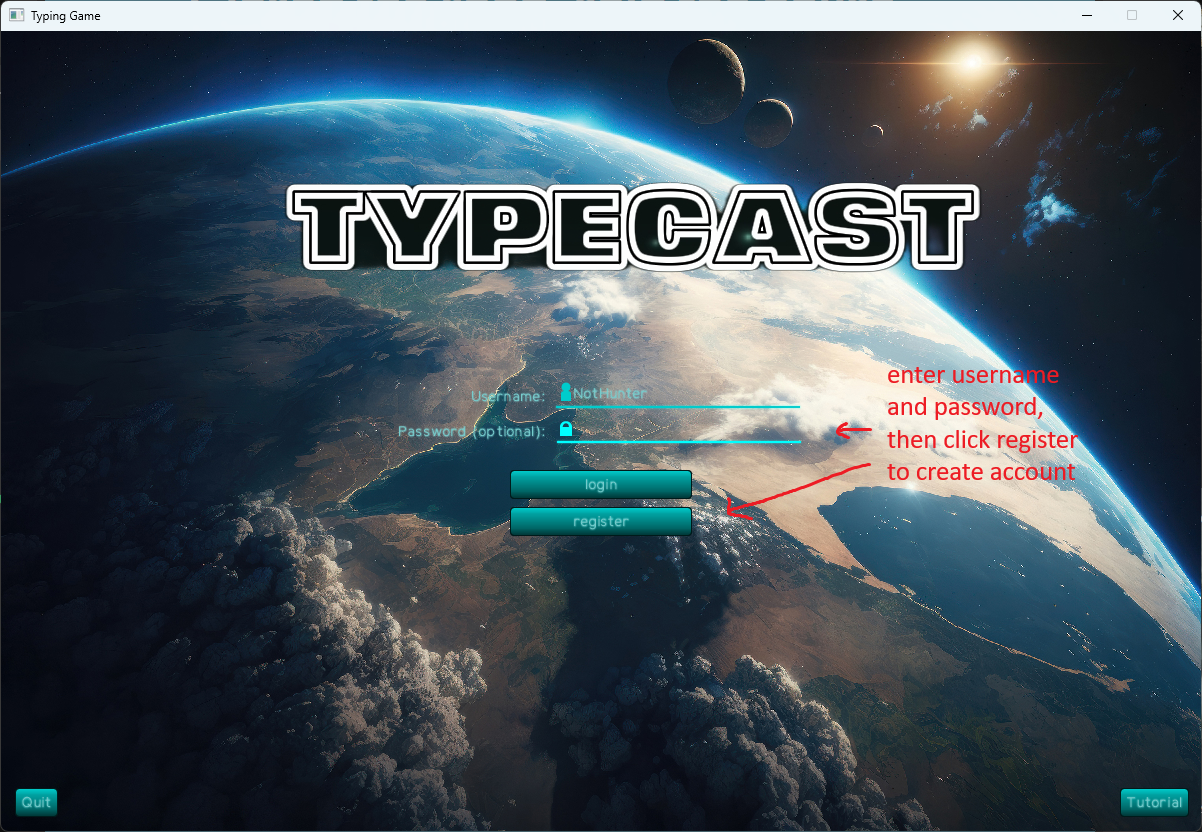 Typing Game
TYPECAST
Username: NotHunter
Password (optional):
enter username
and password,
then click register
to create account
login
register
Quit
Tutorial